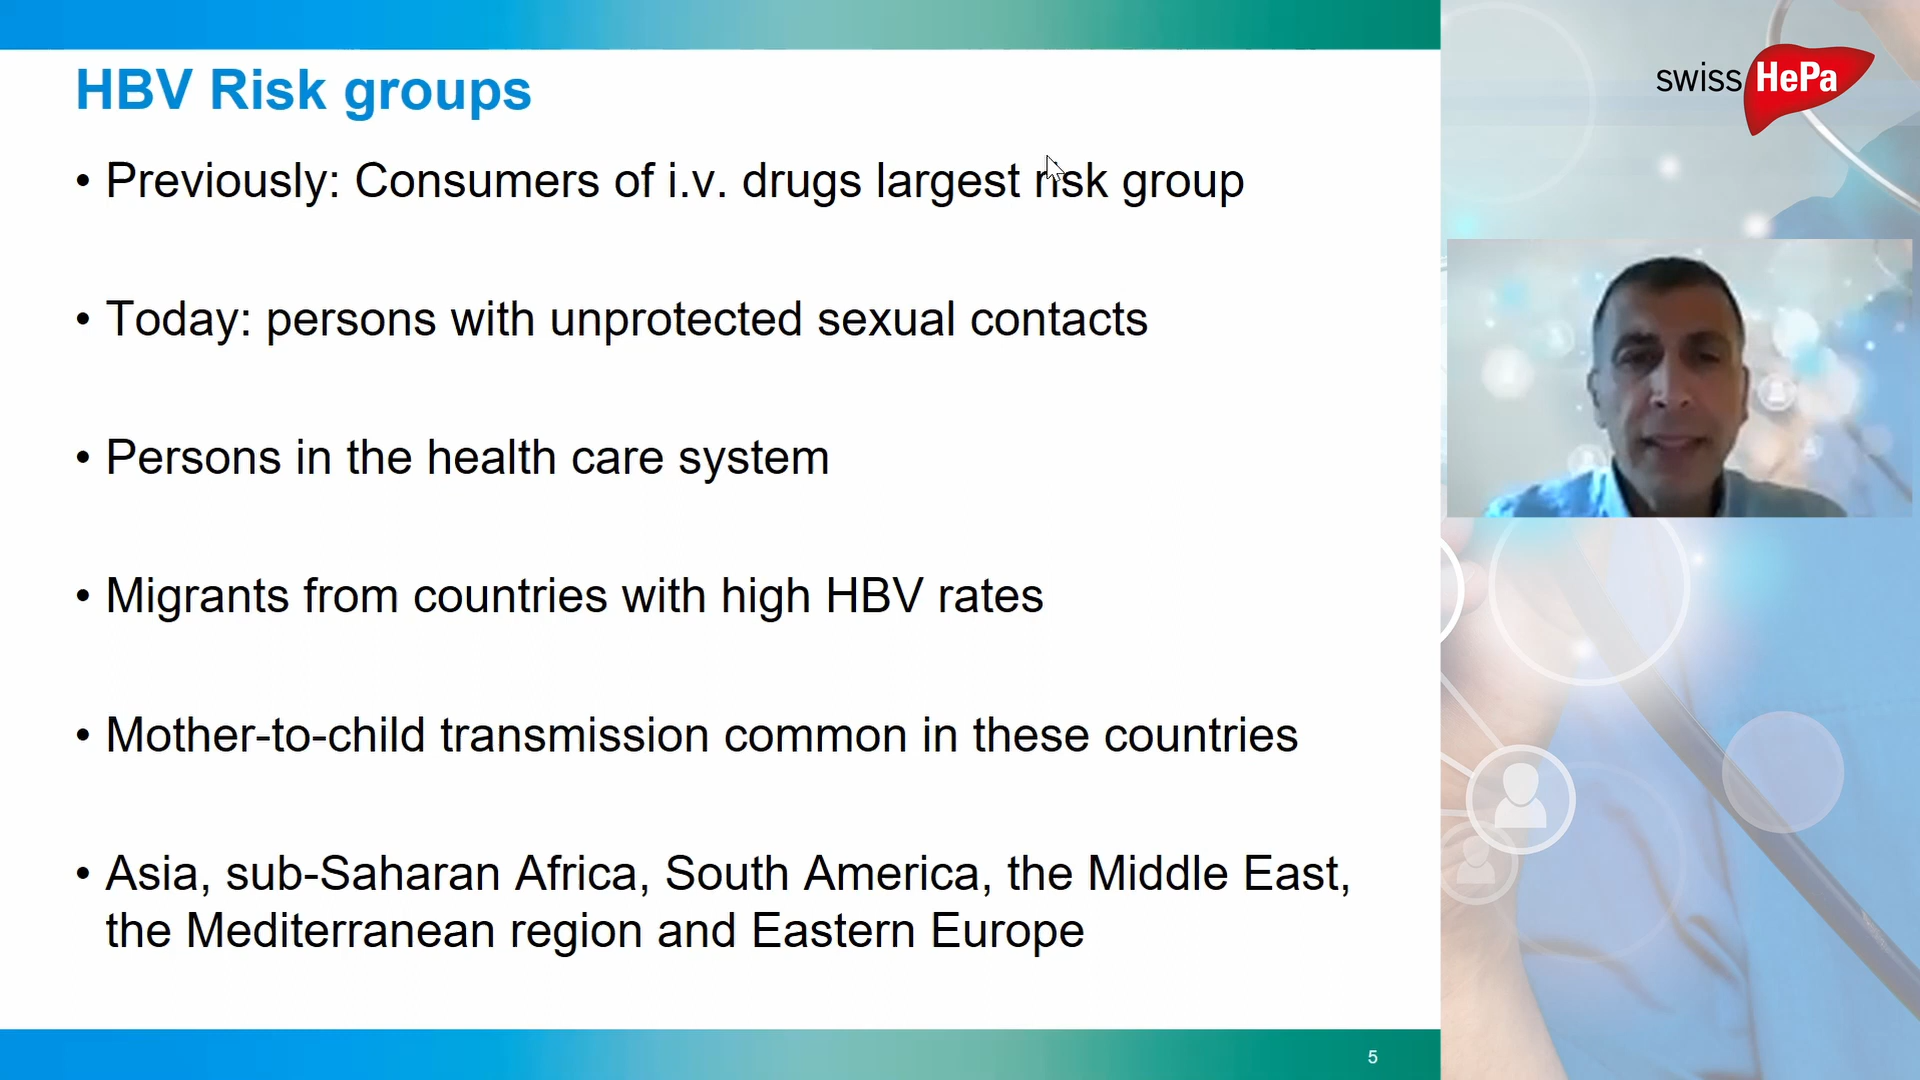 HBV Risk groups
• Previously: Consumers of i.v. drugs largest risk group
• Today: persons with unprotected sexual contacts
• Persons in the health care system
• Migrants from countries with high HBV rates
• Mother-to-child transmission common in these countries
• Asia, sub-Saharan Africa, South America, the Middle East,
the Mediterranean region and Eastern Europe
5
swiss HePa